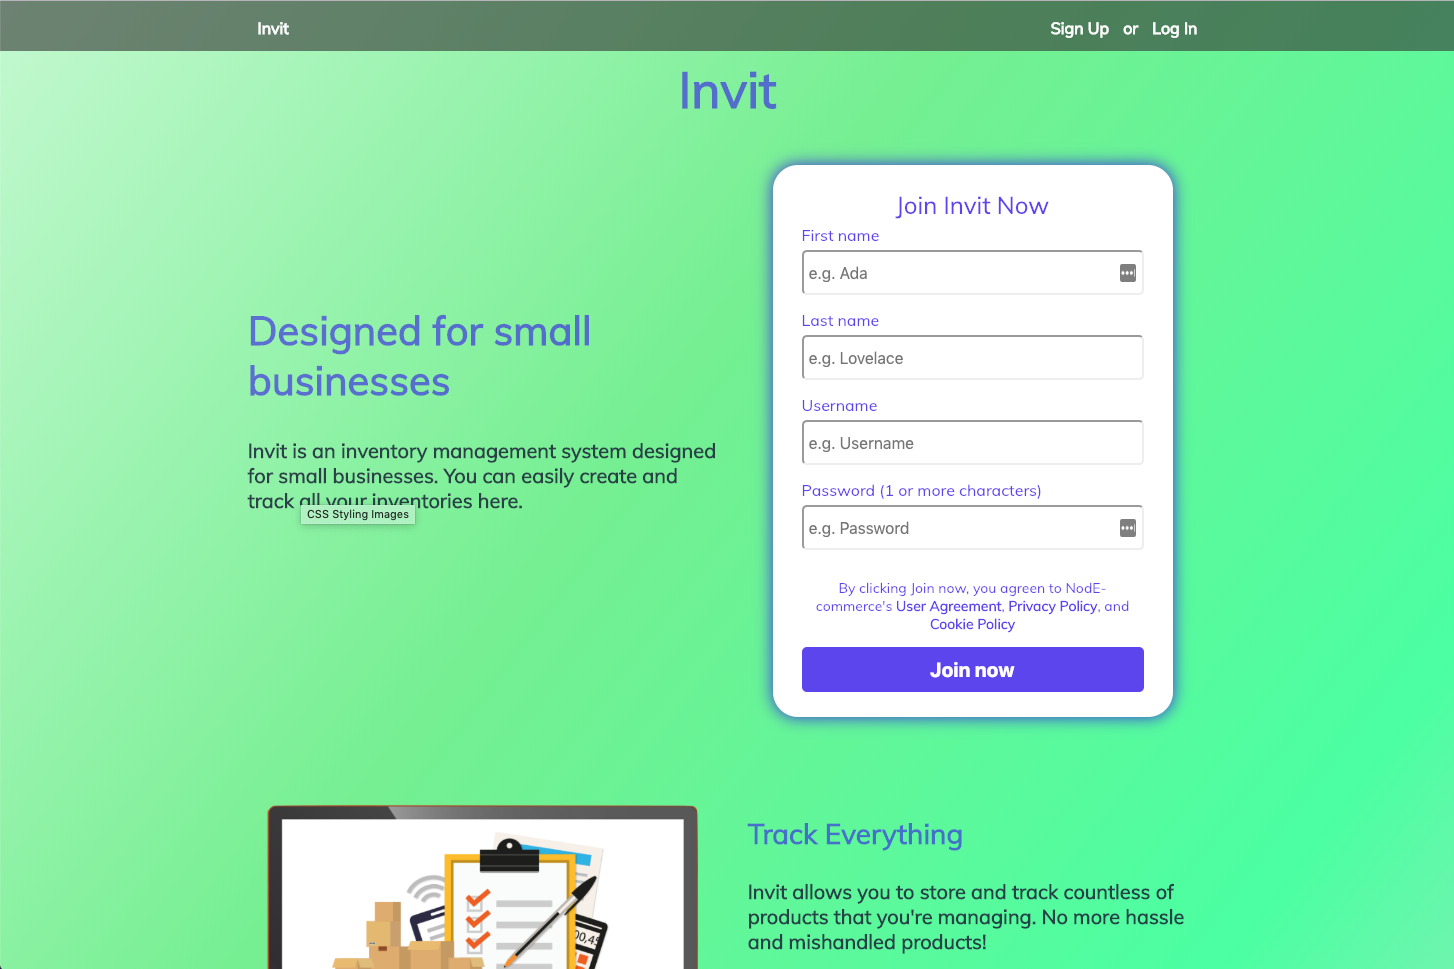 Invit
Sign Up or Log In
Invit
Designed for small
businesses
Invit is an inventory management system designed
for small businesses. You can easily create and
track all your inventories here.
CSS Styling Images
Join Invit Now
First name
e.g. Ada
Last name
e.g. Lovelace
Username
e.g. Username
Password (1 or more characters)
e.g. Password
By clicking Join now, you agreen to NodE-
commerce's User Agreement, Privacy Policy, and
Cookie Policy
Join now
00,45
Track Everything
Invit allows you to store and track countless of
products that you're managing. No more hassle
and mishandled products!